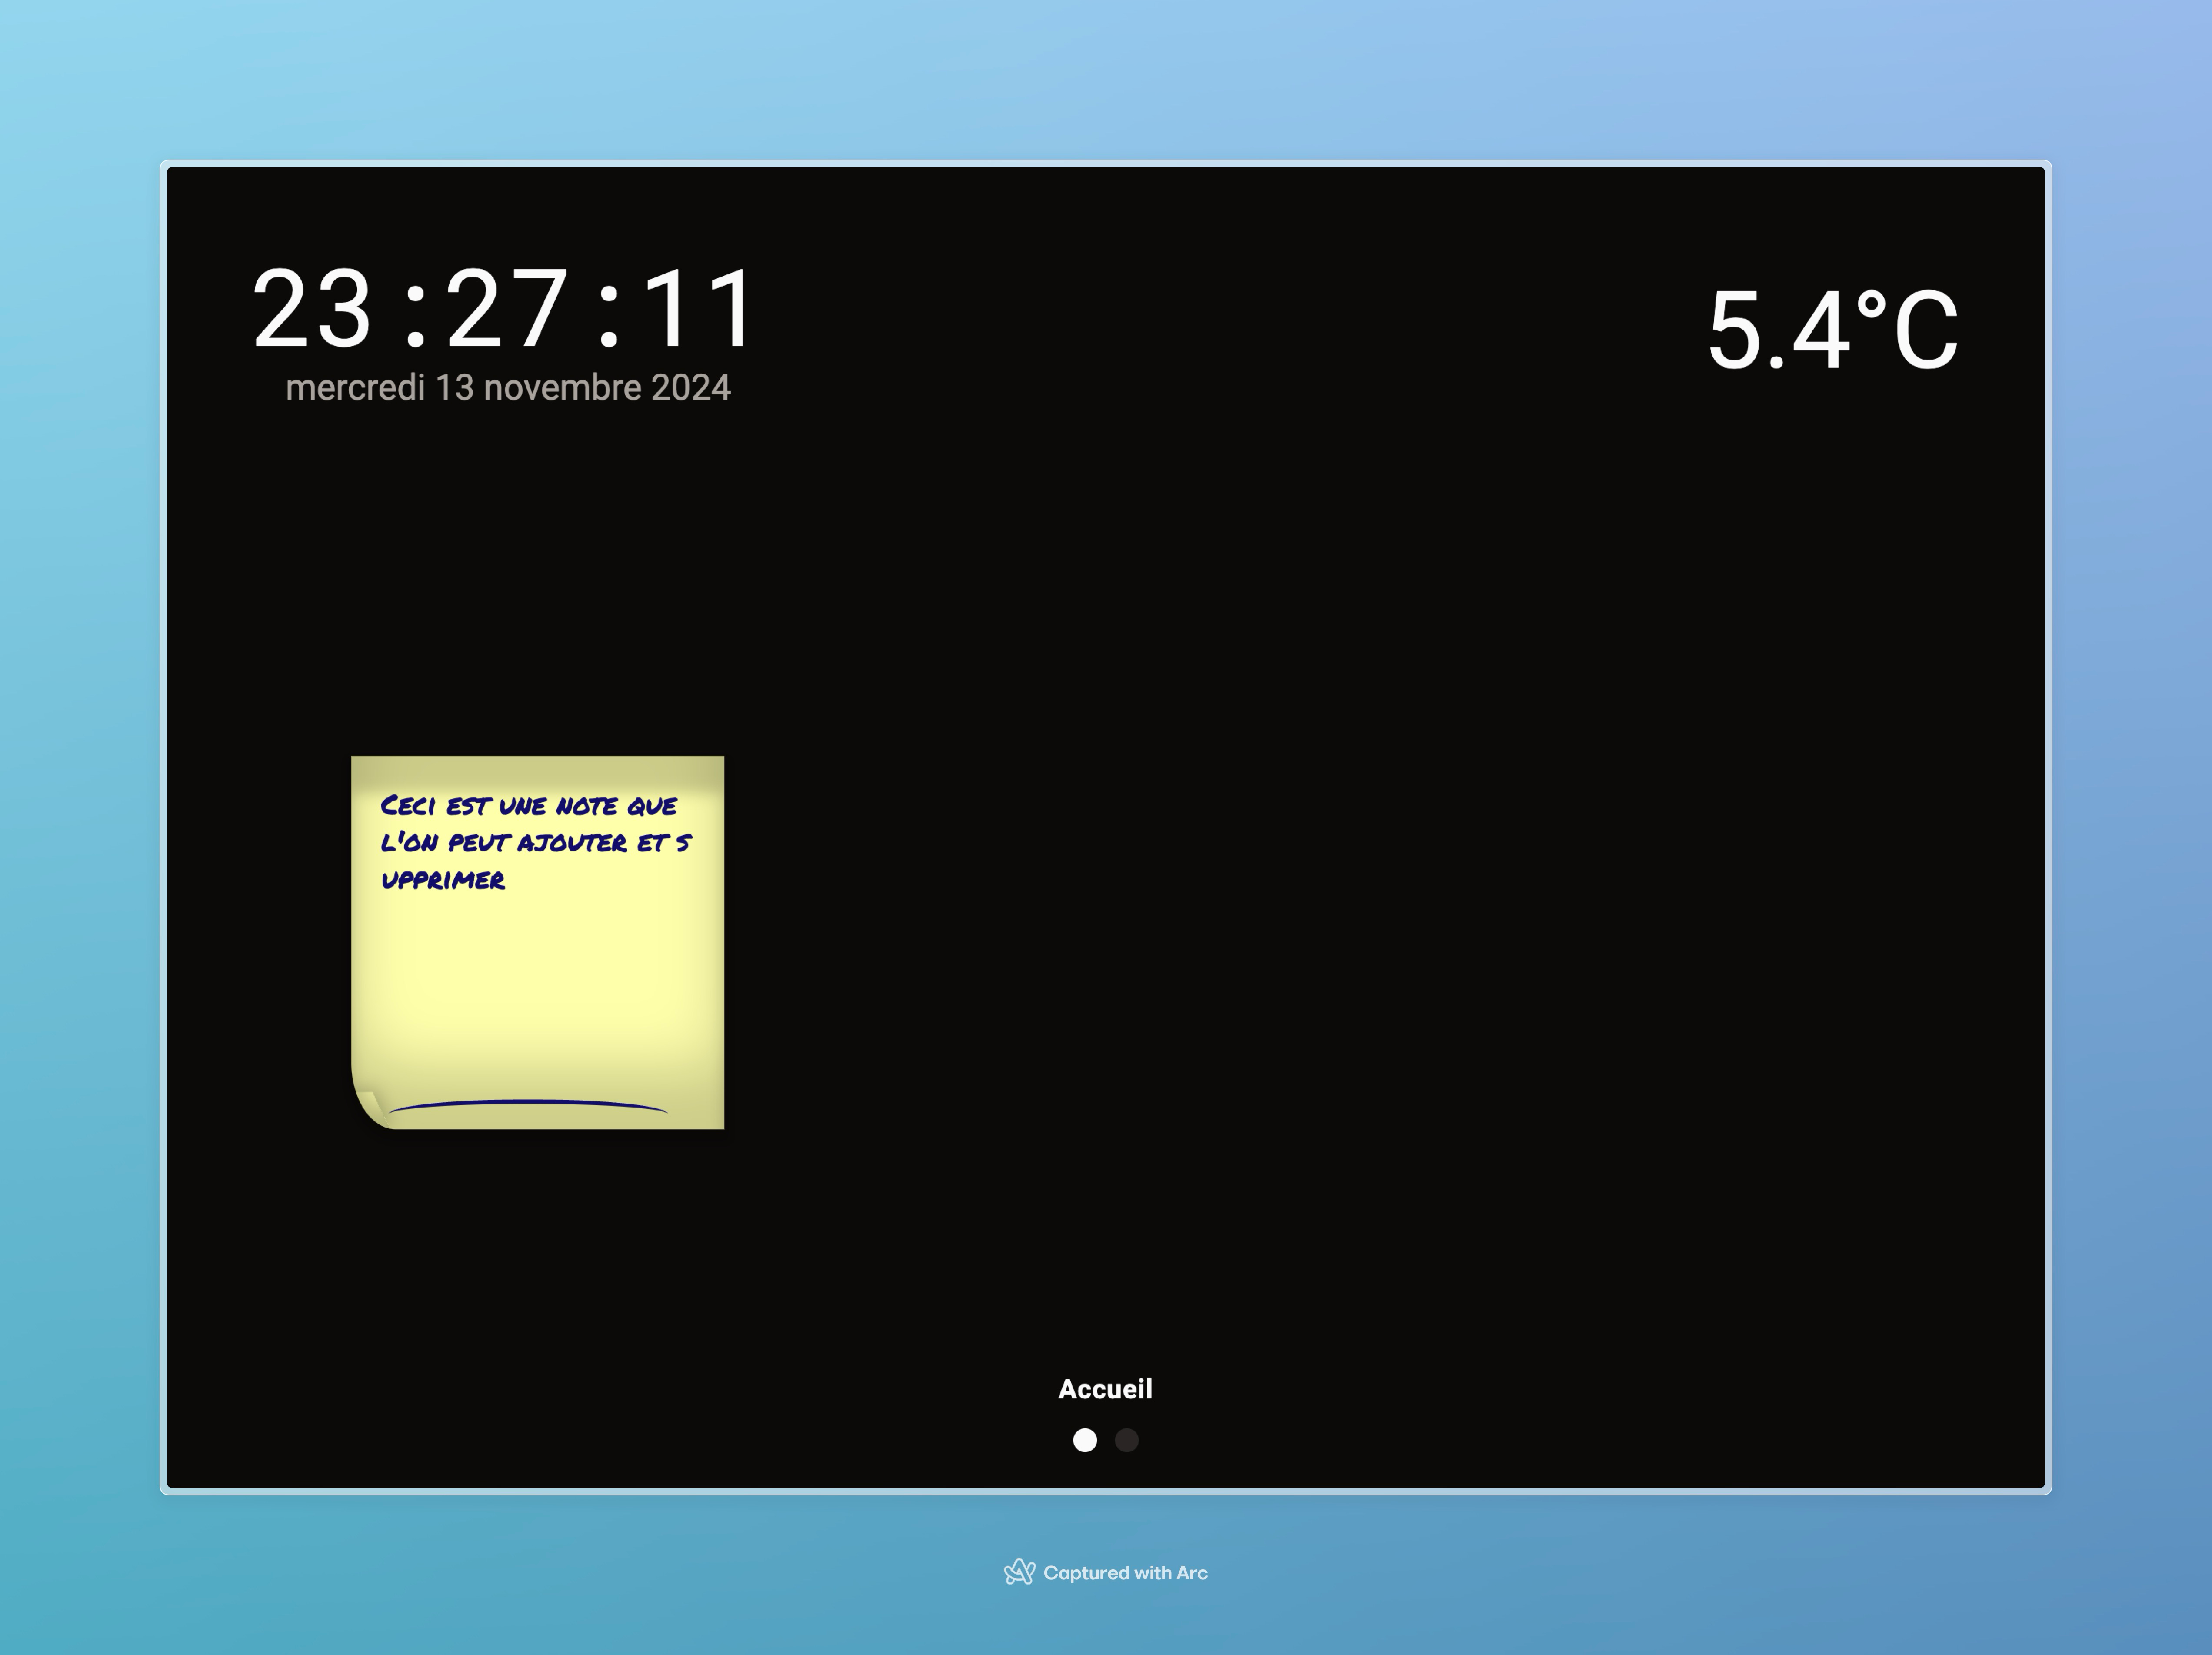 23:27:11
mercredi 13 novembre 2024
5.4°C
Ceci est une note que
l'on peut ajouter et s
upprimer
Accueil
Captured with Arc